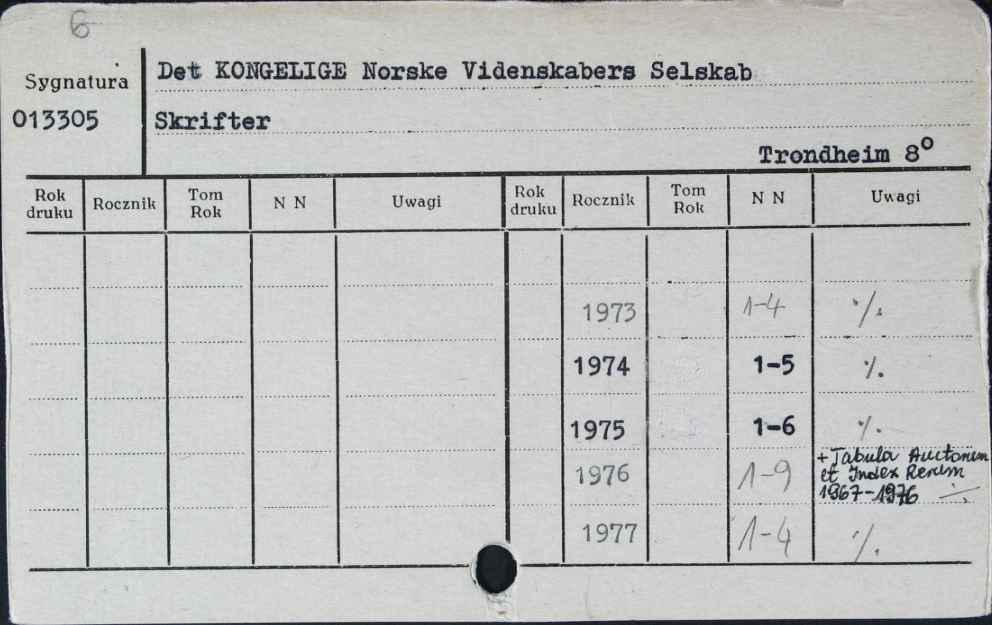 6
Sygnatura
013305
Det KONGELIGE Norske Videnskabers Selskab
Skrifter
Trondheim 8°
Rok druku Rocznik Tom Rok N N Uwagi Rok druku Rocznik Tom Rok N N Uwagi
1973 1-4 ·/.
1974 1-5 ·/.
1975 1-6 ·/.
1976 1-9 + Tabula Auctorum
et Index Rerum
1967-1976 ·/.
1977 1-4 ·/.